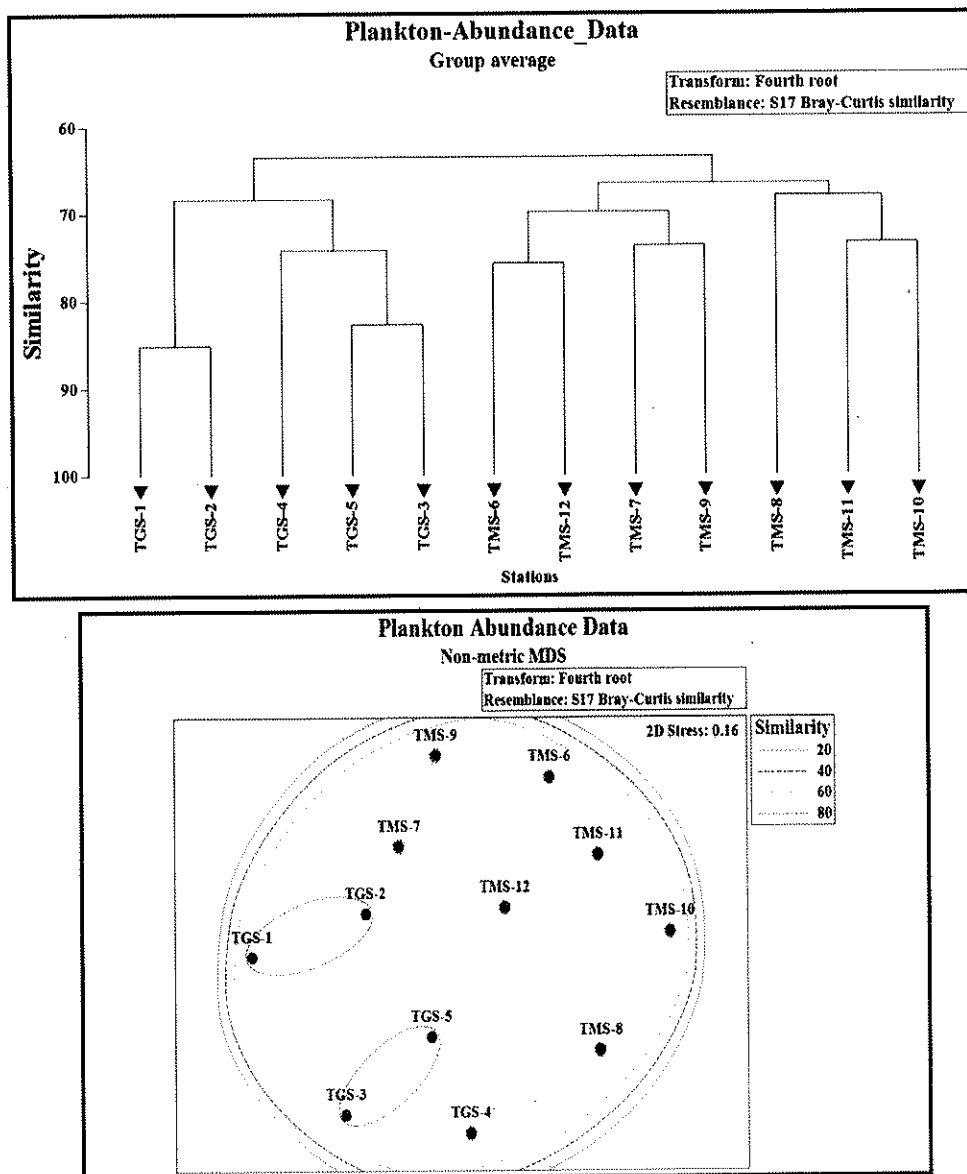 Plankton-Abundance_Data
Group average
Transform: Fourth root
Resemblance: S17 Bray-Curtis similarity
60
70
80
90
100
Similarity
TGS-1
TGS-2
TGS-4
TGS-5
TGS-3
TMS-6
TMS-12
TMS-7
TMS-9
TMS-8
TMS-11
TMS-10
Stations
Plankton Abundance Data
Non-metric MDS
Transform: Fourth root
Resemblance: S17 Bray-Curtis similarity
2D Stress: 0.16
Similarity
20
40
60
80
TMS-9
TMS-6
TMS-7
TMS-11
TGS-2
TMS-12
TMS-10
TGS-1
TGS-5
TMS-8
TGS-3
TGS-4